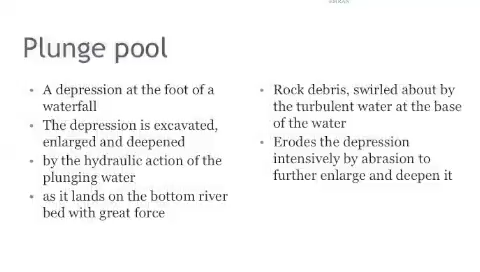 Plunge pool
• A depression at the foot of a
waterfall
• The depression is excavated,
enlarged and deepened
• by the hydraulic action of the
plunging water
• as it lands on the bottom river
bed with great force
• Rock debris, swirled about by
the turbulent water at the base
of the water
• Erodes the depression
intensively by abrasion to
further enlarge and deepen it